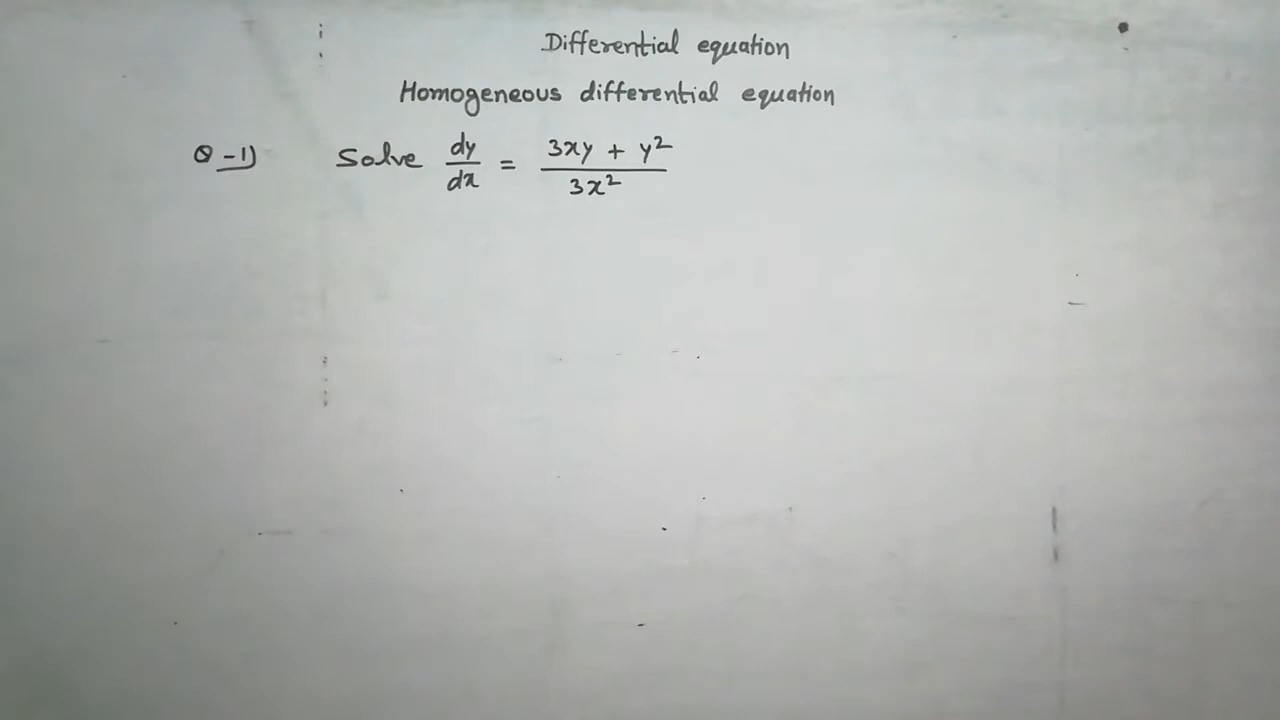 Differential equation
Homogeneous differential equation
Q-1) Solve dy/dx = (3xy + y²)/(3x²)